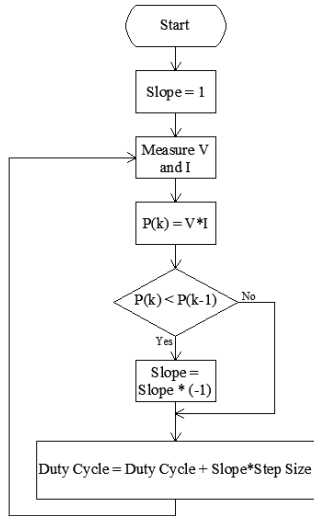 Start
Slope = 1
Measure V
and I
P(k) = V*I
P(k) < P(k-1)
No
Yes
Slope =
Slope * (-1)
Duty Cycle = Duty Cycle + Slope*Step Size